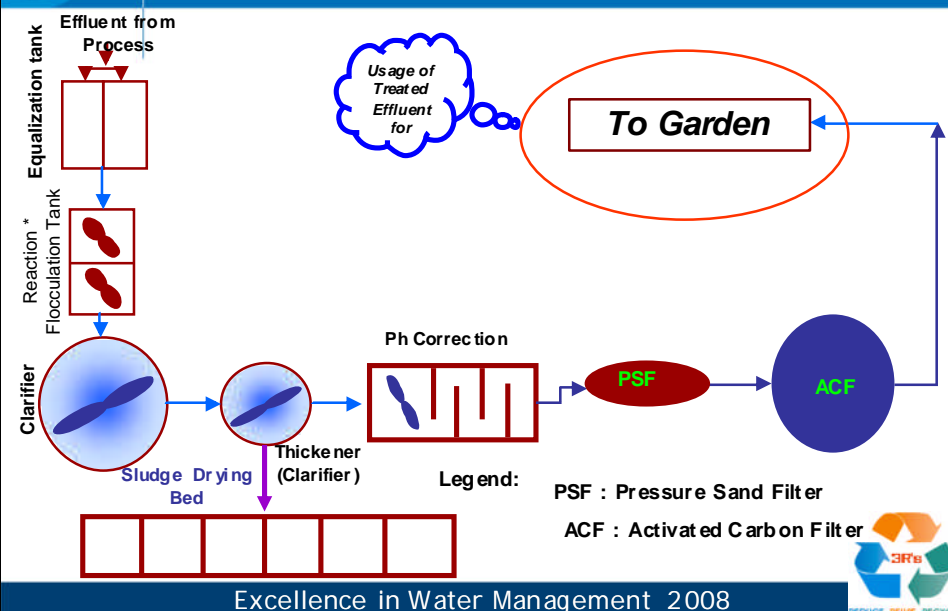 Effluent from
Process
Equalization tank
Reaction *
Flocculation Tank
Clarifier
Usage of
Treated
Effluent
for
To Garden
Ph Correction
PSF
ACF
Thickener
(Clarifier)
Sludge Drying
Bed
Legend:
PSF : Pressure Sand Filter
ACF : Activated Carbon Filter
3R's
Excellence in Water Management 2008